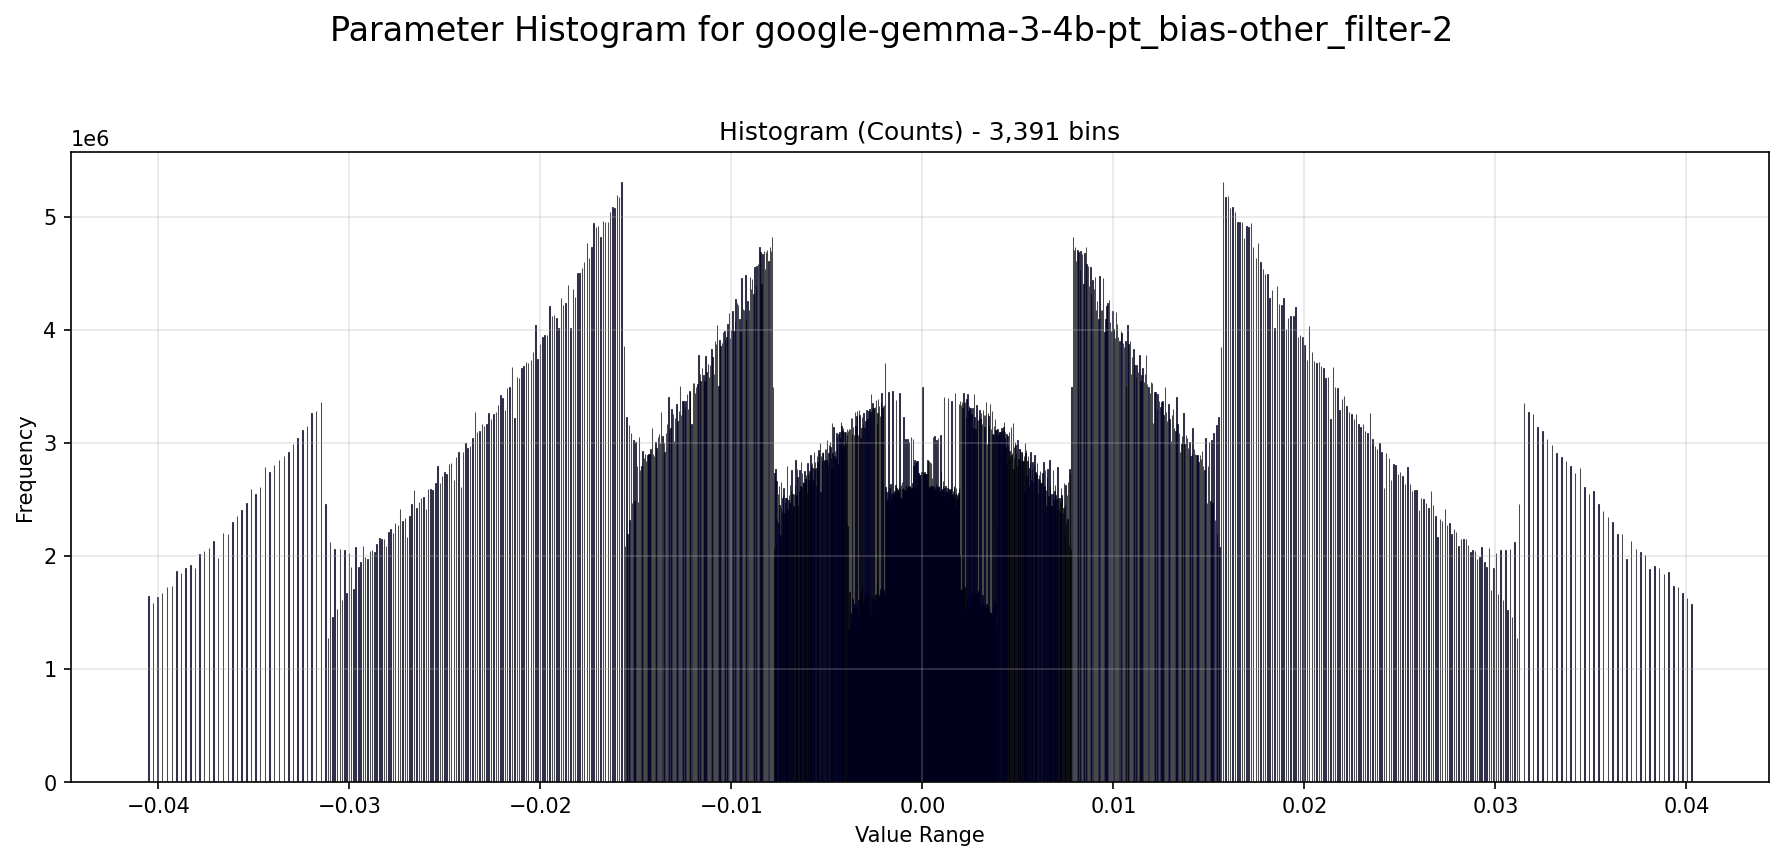 Parameter Histogram for google-gemma-3-4b-pt_bias-other_filter-2
Histogram (Counts) - 3,391 bins
1e6
5
4
3
2
1
0
Frequency
−0.04 −0.03 −0.02 −0.01 0.00 0.01 0.02 0.03 0.04
Value Range